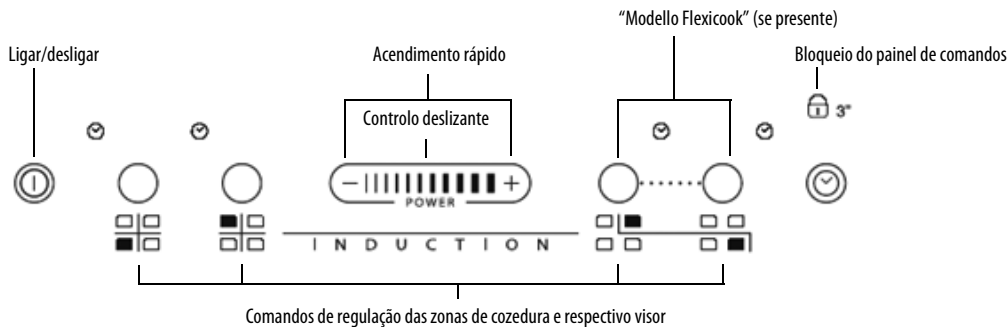 “Modello Flexicook” (se presente)
Ligar/desligar
Acendimento rápido
Bloqueio do painel de comandos
Controlo deslizante
3"
POWER
INDUCTION
Comandos de regulação das zonas de cozedura e respectivo visor